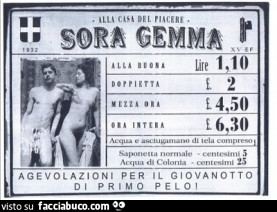 • ALLA CASA DEL PIACERE •
SORA GEMMA
1932
XV EF
ALLA BUONA Lire 1,10
DOPPIETTA £. 2
MEZZA ORA £. 4,50
ORA INTERA £. 6,30
Acqua e asciugamano di tela compreso
Saponetta normale - centesimi 5
Acqua di Colonia - centesimi 25
AGEVOLAZIONI PER IL GIOVANOTTO
DI PRIMO PELO!
visto su facciabuco.com